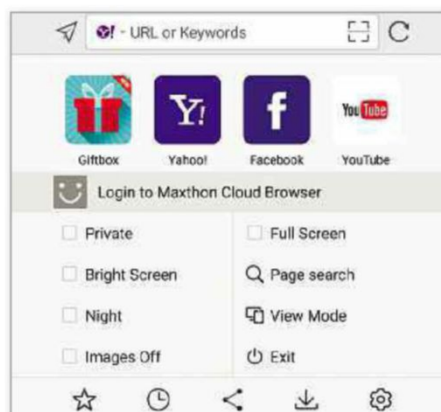 Y! - URL or Keywords
Y!
f
You Tube
Giftbox Yahoo! Facebook YouTube
Login to Maxthon Cloud Browser
Private Full Screen
Bright Screen Page search
Night View Mode
Images Off Exit